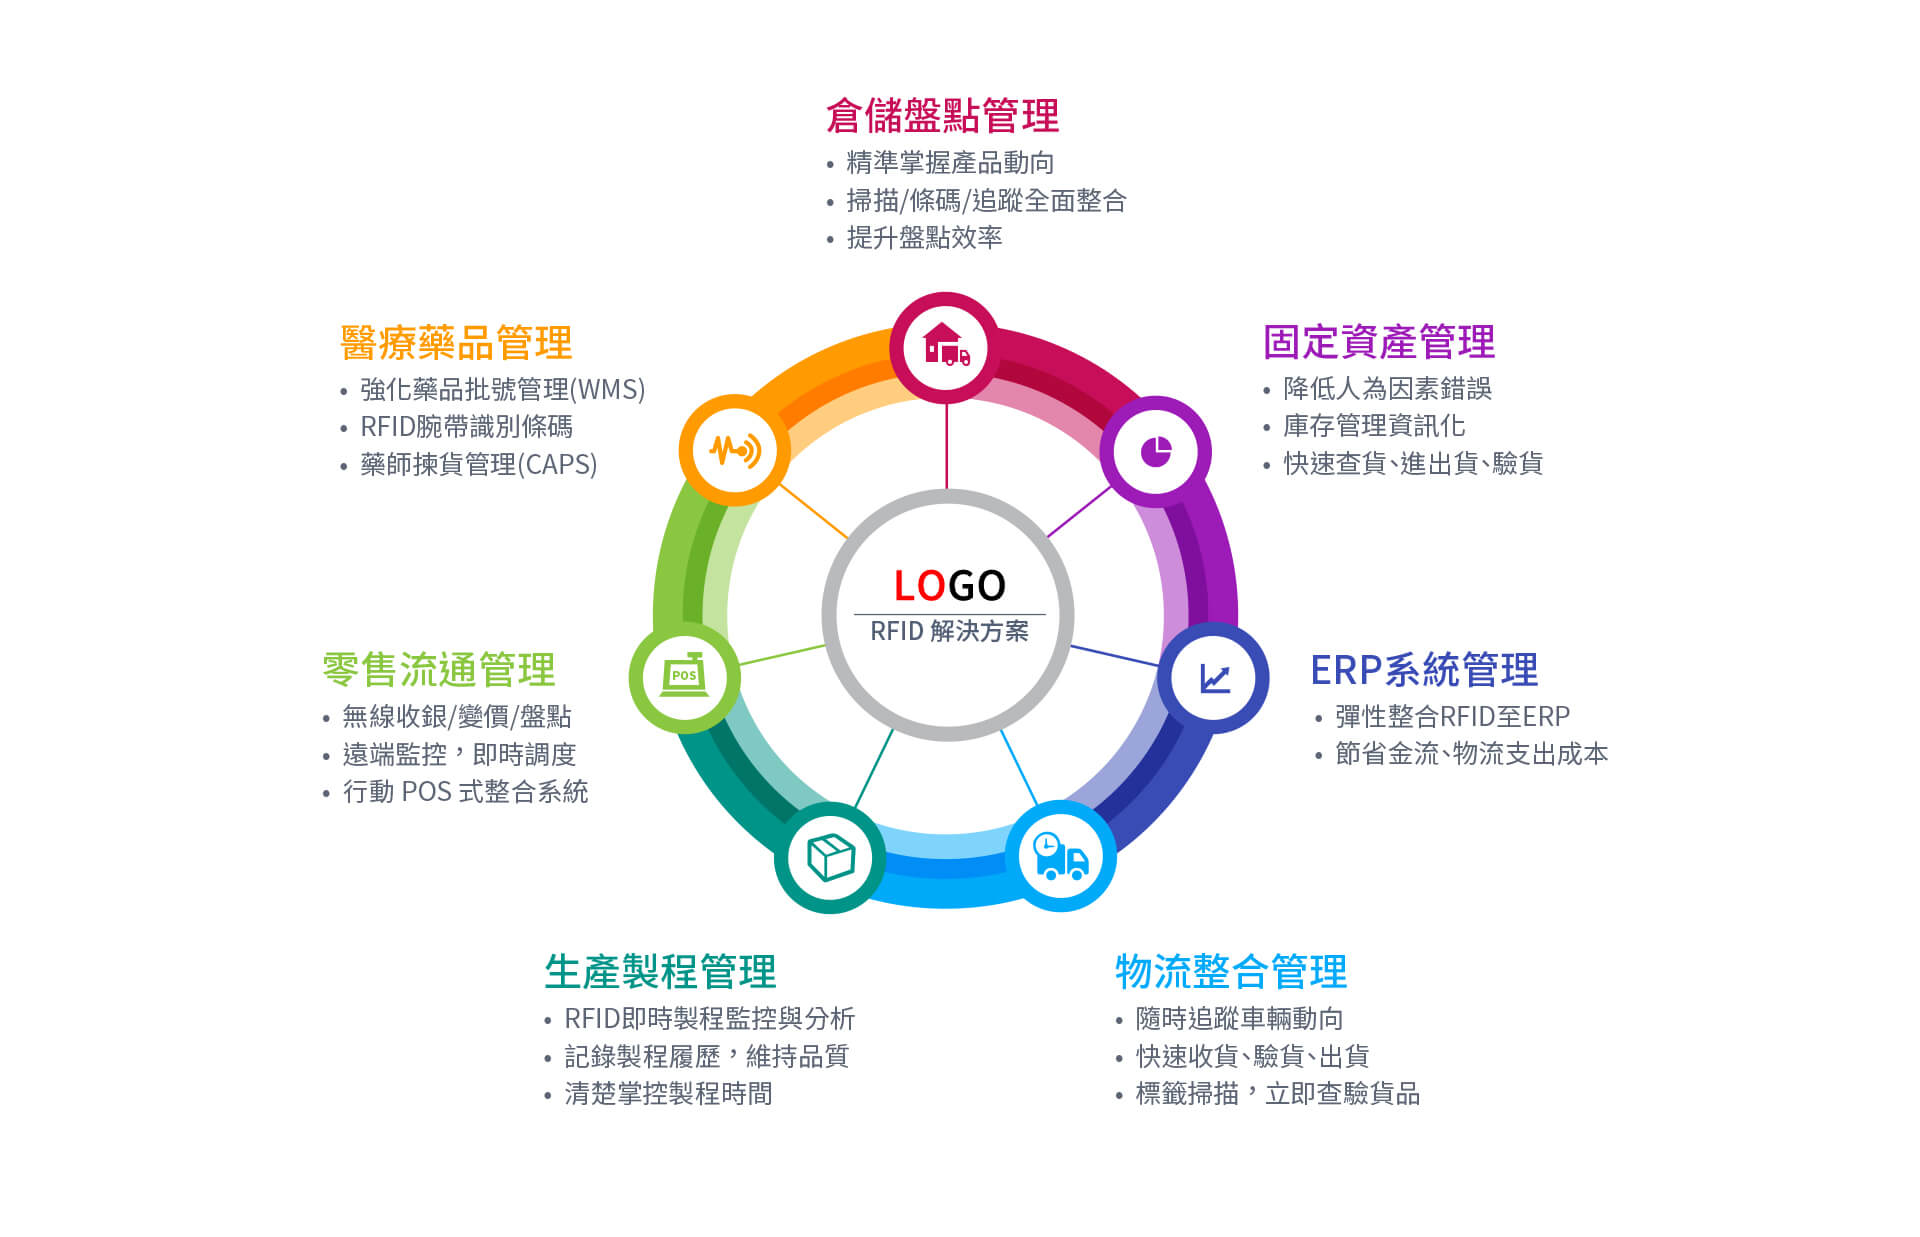 倉儲盤點管理
• 精準掌握產品動向
• 掃描/條碼/追蹤全面整合
• 提升盤點效率
醫療藥品管理
• 強化藥品批號管理(WMS)
• RFID腕帶識別條碼
• 藥師揀貨管理(CAPS)
固定資產管理
• 降低人為因素錯誤
• 庫存管理資訊化
• 快速查貨、進出貨、驗貨
LOGO
RFID 解決方案
零售流通管理
• 無線收銀/變價/盤點
• 遠端監控，即時調度
• 行動 POS 式整合系統
POS
ERP系統管理
• 彈性整合RFID至ERP
• 節省金流、物流支出成本
生產製程管理
• RFID即時製程監控與分析
• 記錄製程履歷，維持品質
• 清楚掌控製程時間
物流整合管理
• 隨時追蹤車輛動向
• 快速收貨、驗貨、出貨
• 標籤掃描，立即查驗貨品